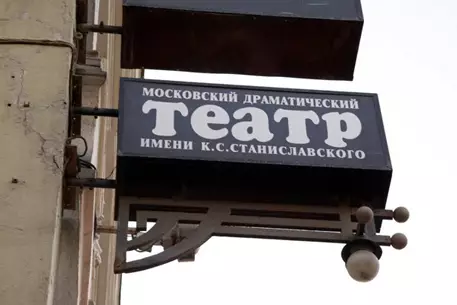 МОСКОВСКИЙ ДРАМАТИЧЕСКИЙ
Театр
ИМЕНИ К.С.СТАНИСЛАВСКОГО